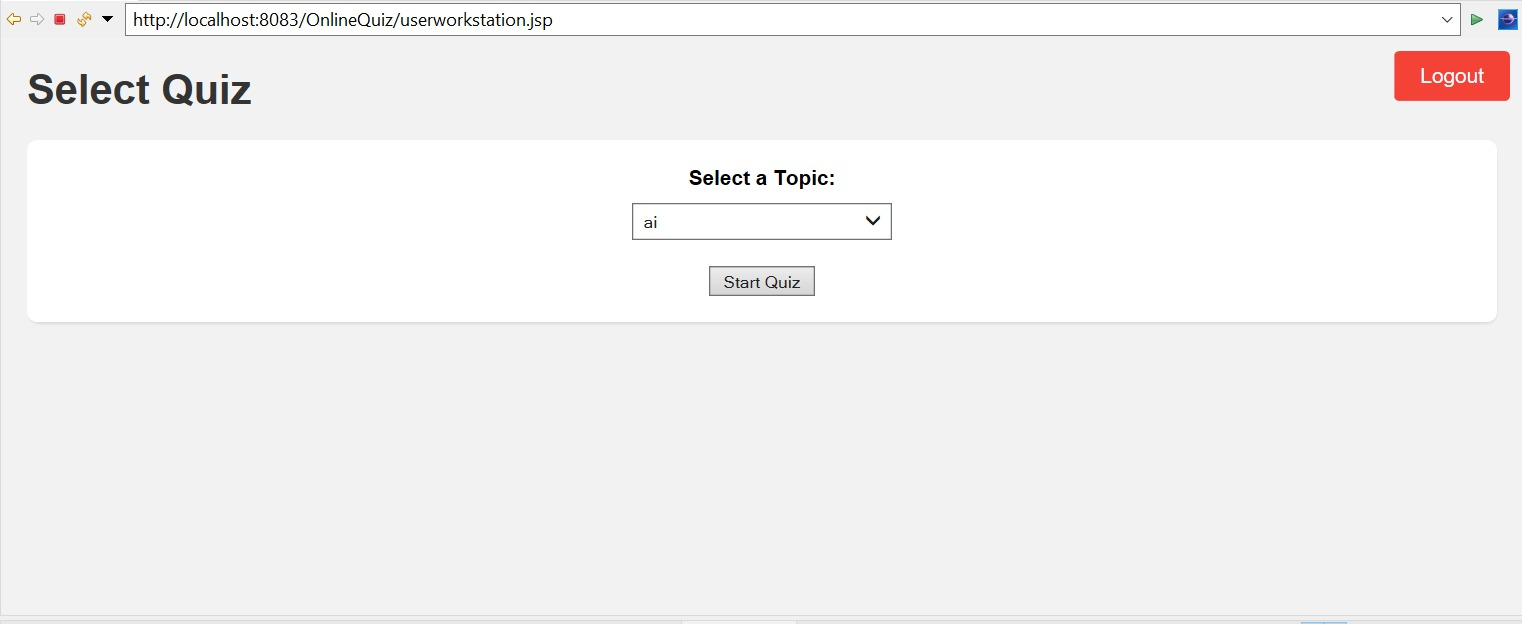 http://localhost:8083/OnlineQuiz/userworkstation.jsp
Logout
Select Quiz
Select a Topic:
ai
Start Quiz